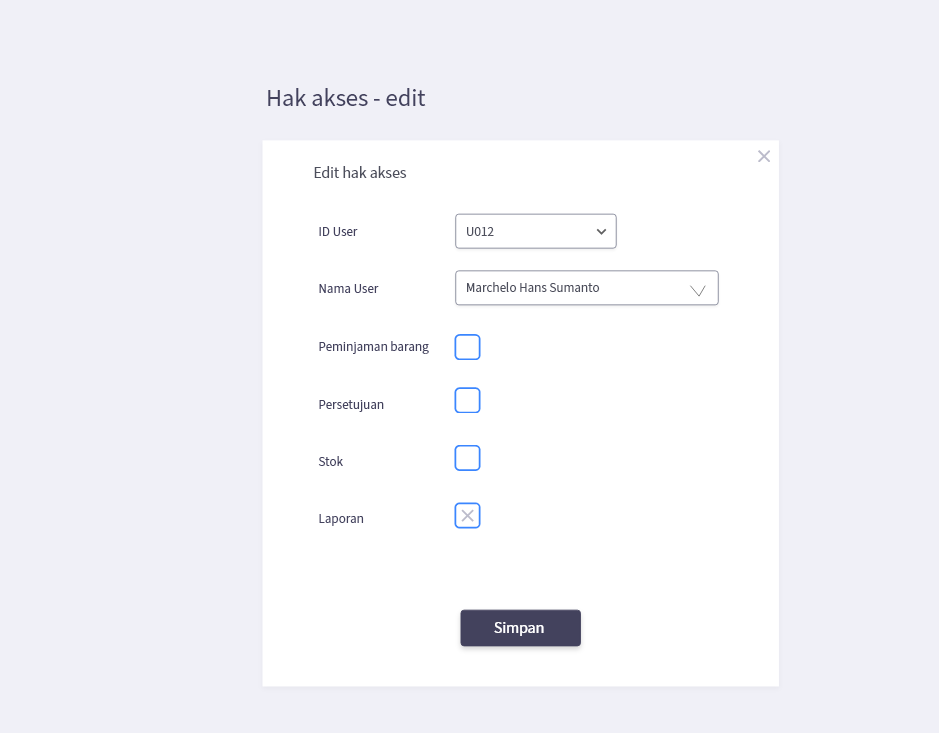 Hak akses - edit
Edit hak akses
ID User
U012
Nama User
Marchelo Hans Sumanto
Peminjaman barang
Persetujuan
Stok
Laporan
Simpan